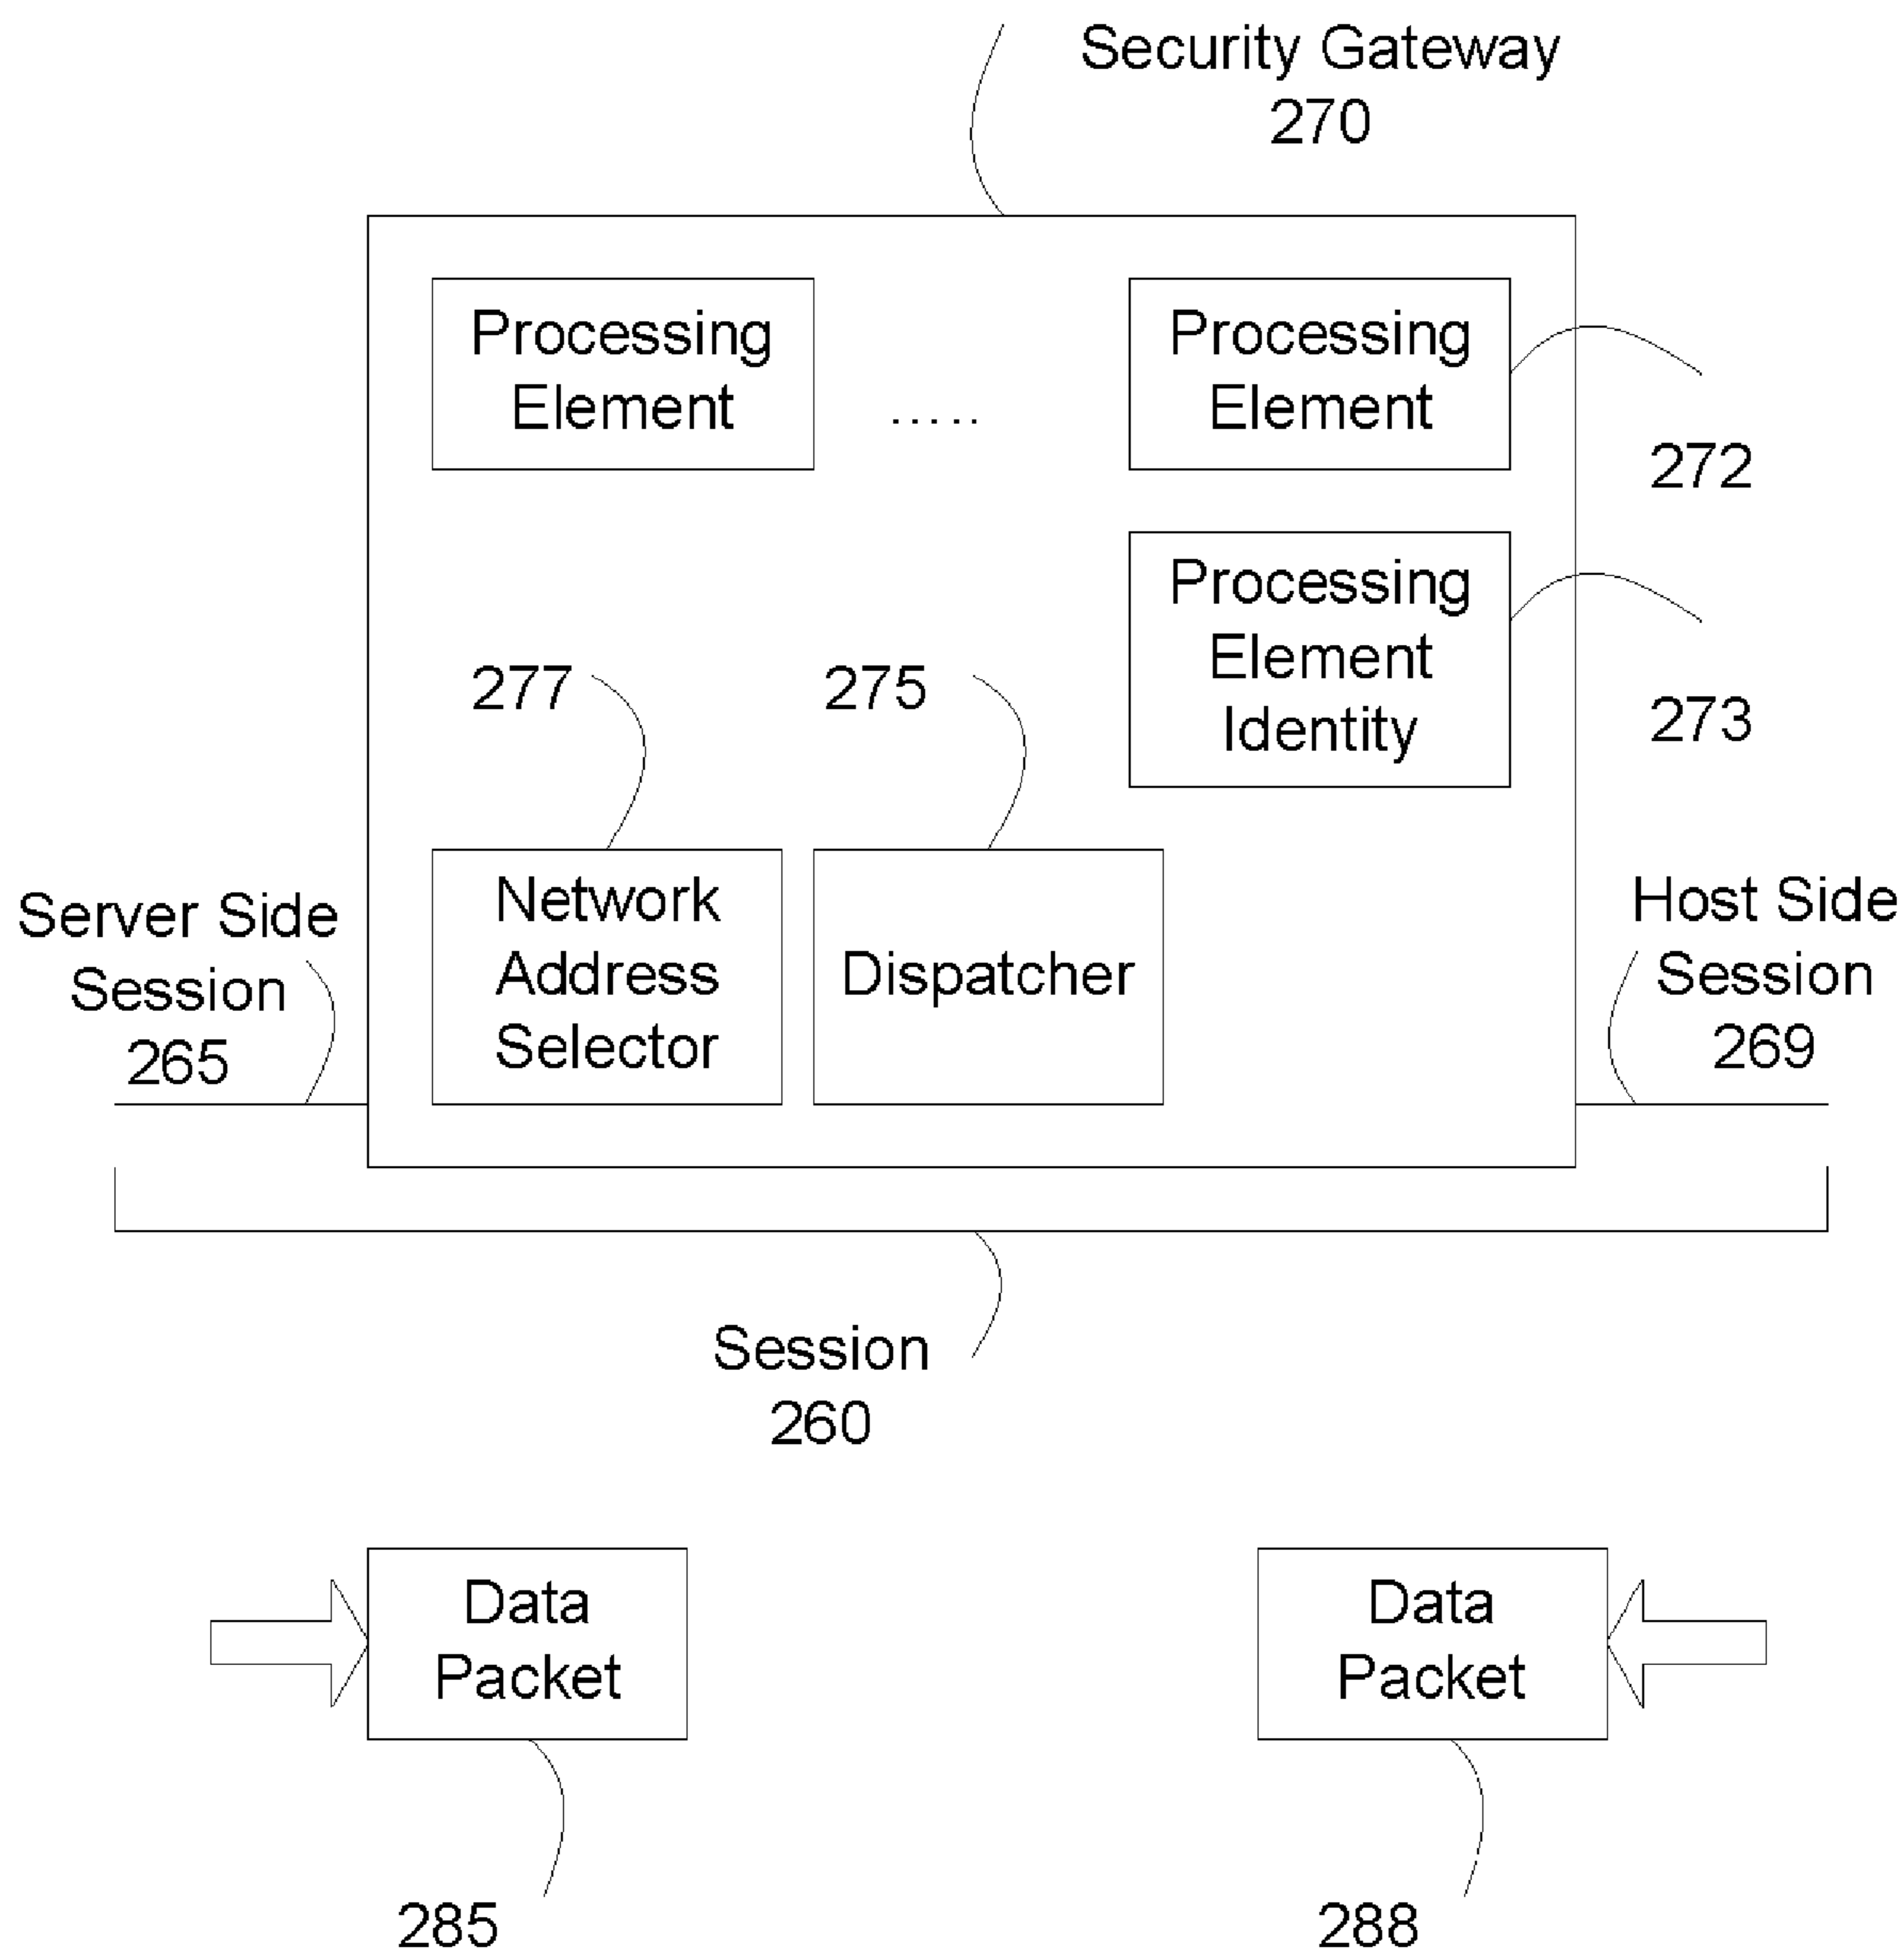 Security Gateway
270
Processing
Element
.....
Processing
Element
272
Processing
Element
Identity
273
277
275
Network
Address
Selector
Dispatcher
Server Side
Session
265
Host Side
Session
269
Session
260
Data
Packet
285
Data
Packet
288